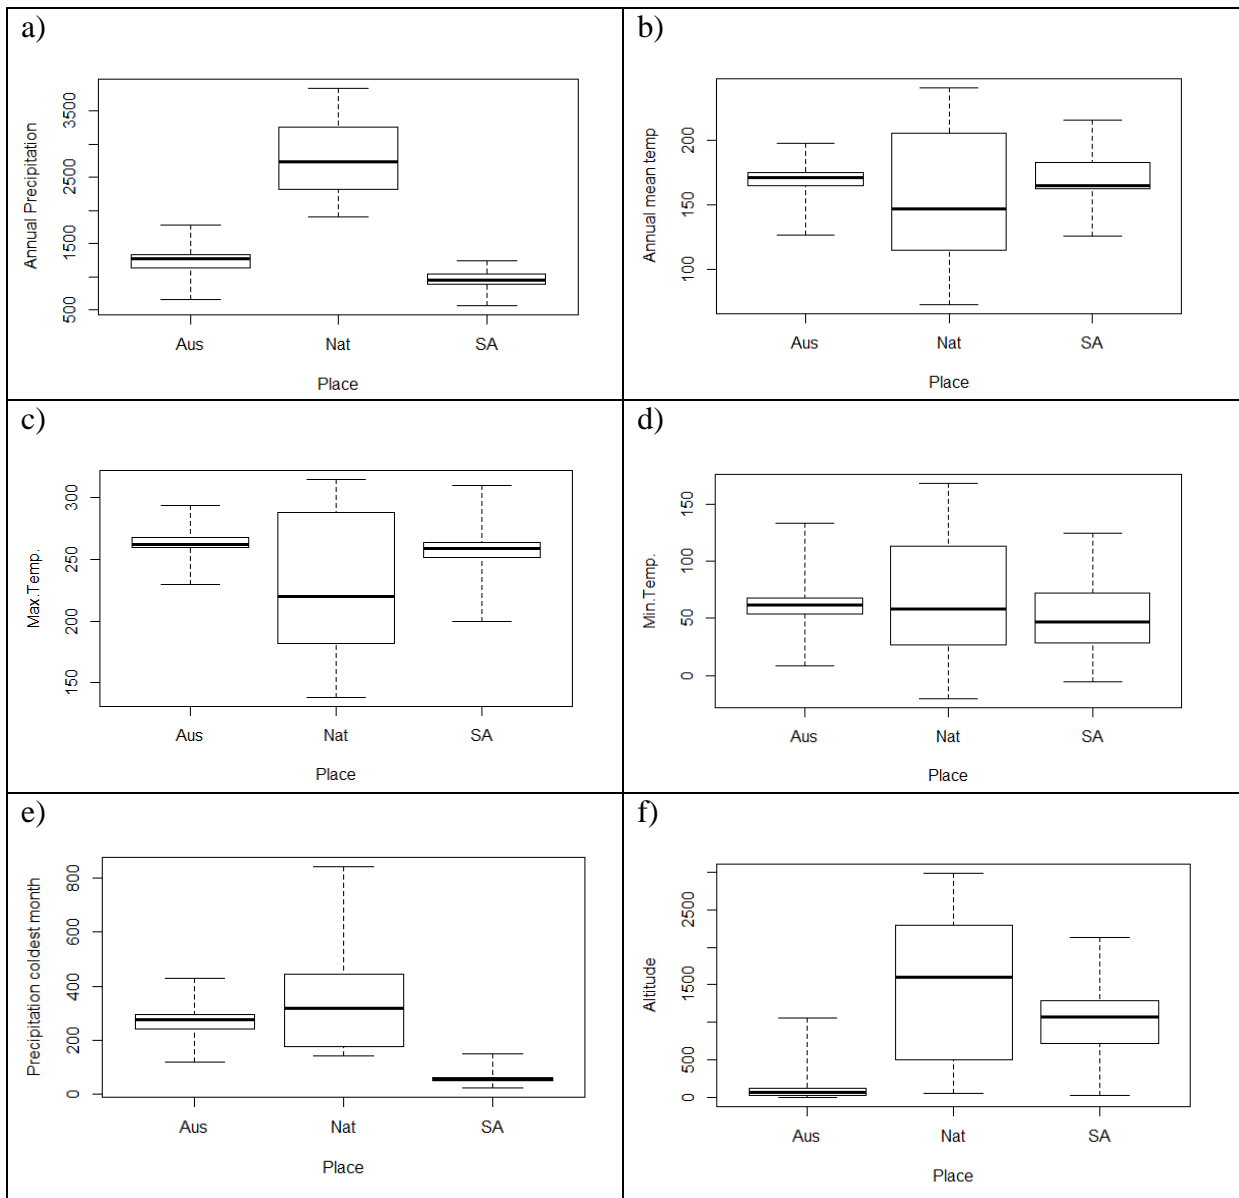 a)
Annual Precipitation
3500
2500
1500
500
Aus Nat SA
Place
b)
Annual mean temp
200
150
100
Aus Nat SA
Place
c)
Max.Temp.
300
250
200
150
Aus Nat SA
Place
d)
Min.Temp.
150
100
50
0
Aus Nat SA
Place
e)
Precipitation coldest month
800
600
400
200
0
Aus Nat SA
Place
f)
Altitude
2500
1500
500
0
Aus Nat SA
Place